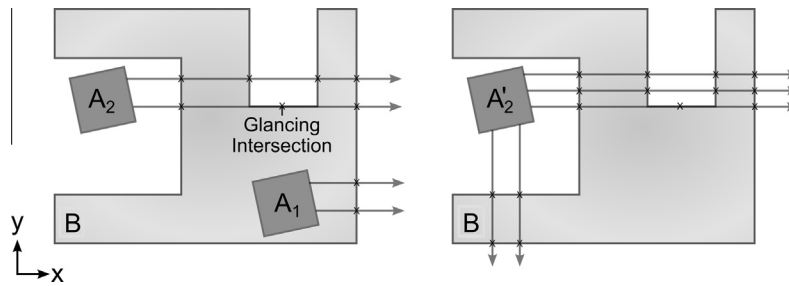 A2
Glancing
Intersection
A1
B
y
x
A'2
B